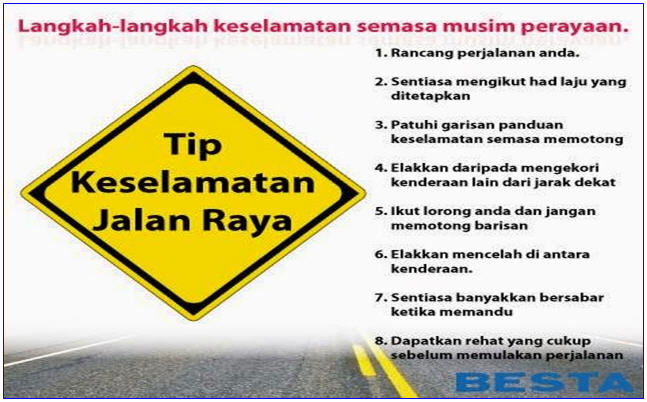 Langkah-langkah keselamatan semasa musim perayaan.
Tip
Keselamatan
Jalan Raya
1. Rancang perjalanan anda.
2. Sentiasa mengikut had laju yang
ditetapkan
3. Patuhi garisan panduan
keselamatan semasa memotong
4. Elakkan daripada mengekori
kenderaan lain dari jarak dekat
5. Ikut lorong anda dan jangan
memotong barisan
6. Elakkan mencelah di antara
kenderaan.
7. Sentiasa banyakkan bersabar
ketika memandu
8. Dapatkan rehat yang cukup
sebelum memulakan perjalanan
BESTA